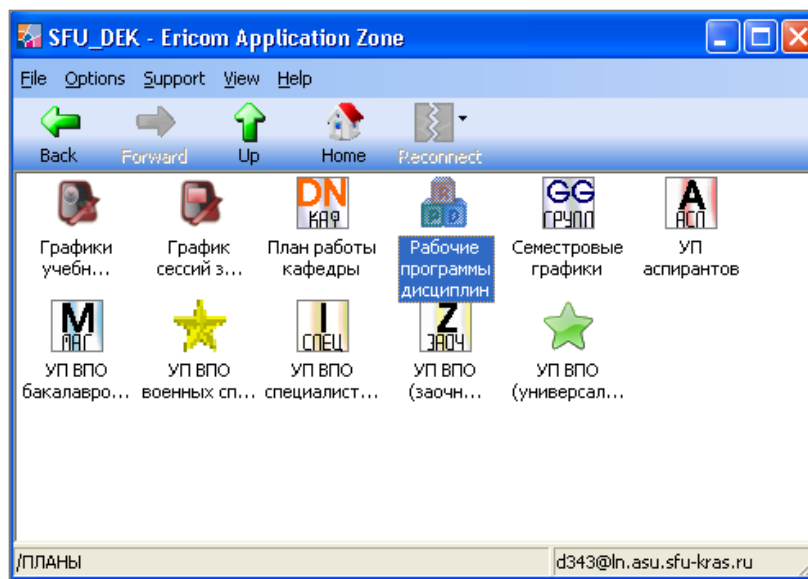 SFU_DEK - Ericom Application Zone
File Options Support View Help
Back Forward Up Home Reconnect
DN GG A
КАФ ГРУПП АСП
Графики График План работы Рабочие Семестровые УП
учебн... сессий з... кафедры программы графики аспирантов
дисциплин
M I Z
МАГ СПЕЦ ЗАОЧ
УП ВПО УП ВПО УП ВПО УП ВПО УП ВПО
бакалавро... военных сп... специалист... (заочн... (универсал...
/ПЛАНЫ d343@ln.asu.sfu-kras.ru